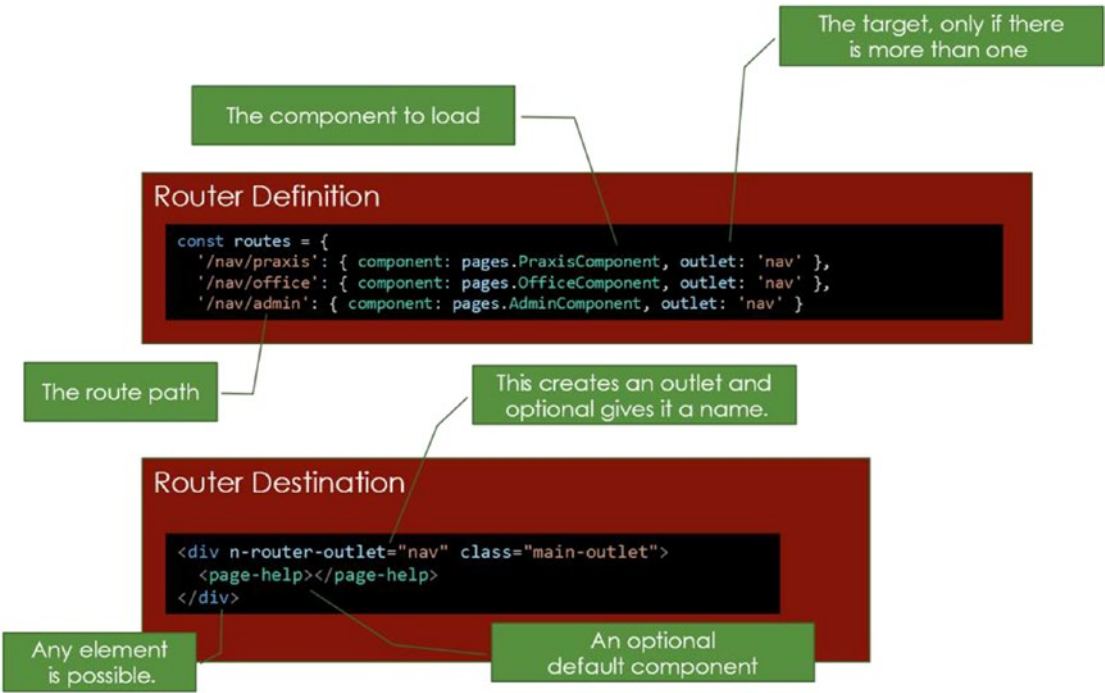 The target, only if there
is more than one
The component to load
Router Definition
const routes = {
'/nav/praxis': { component: pages.PraxisComponent, outlet: 'nav' },
'/nav/office': { component: pages.OfficeComponent, outlet: 'nav' },
'/nav/admin': { component: pages.AdminComponent, outlet: 'nav' }
The route path
This creates an outlet and
optional gives it a name.
Router Destination
<div n-router-outlet="nav" class="main-outlet">
<page-help></page-help>
</div>
Any element
is possible.
An optional
default component